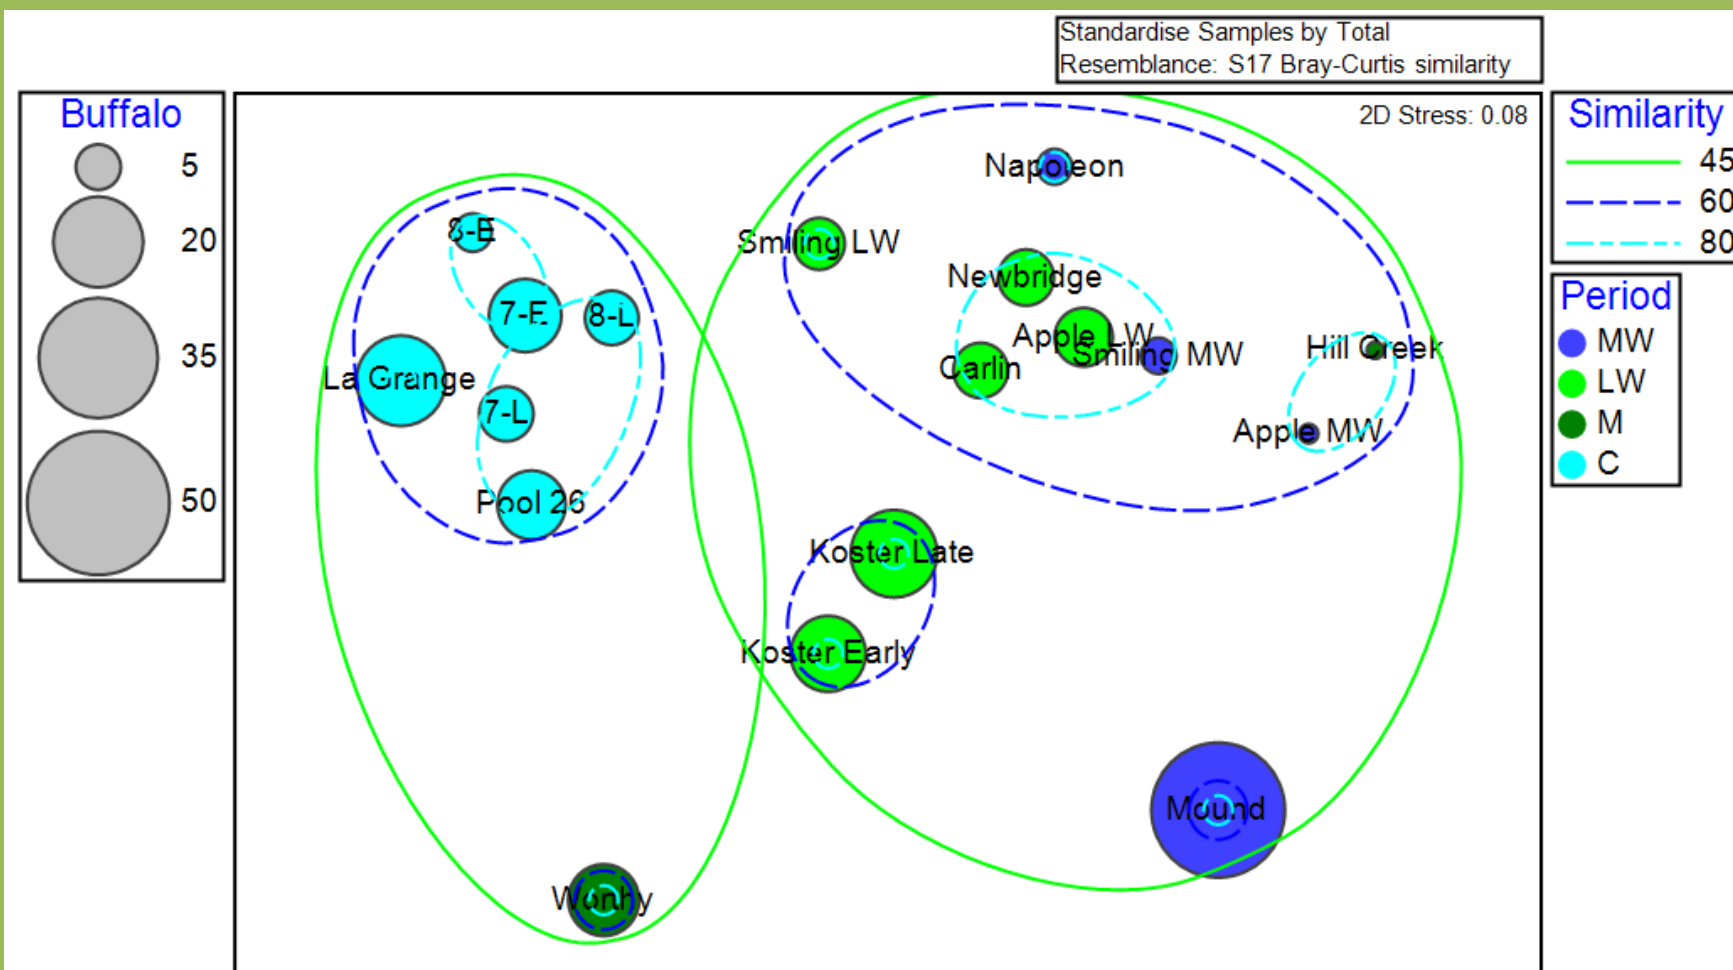 Standardise Samples by Total
Resemblance: S17 Bray-Curtis similarity
Buffalo
5
20
35
50
2D Stress: 0.08
Similarity
45
60
80
Period
MW
LW
M
C
Napoleon
8-E
Smiling LW
Newbridge
7-E
8-L
Apple LW
Smiling MW
Hill Creek
Carlin
La Grange
7-L
Apple MW
Pool 26
Koster Late
Koster Early
Mound